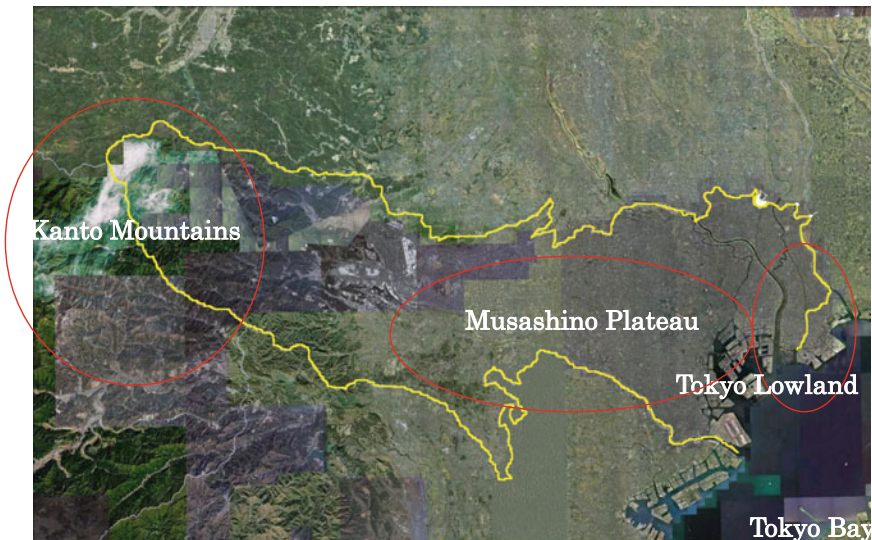 Kanto Mountains
Musashino Plateau
Tokyo Lowland
Tokyo Bay